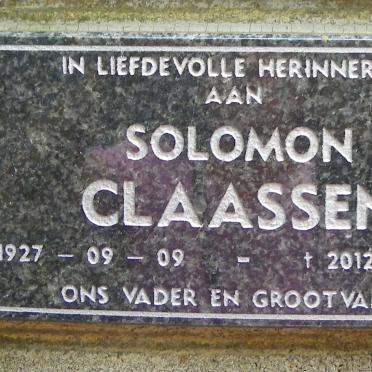 IN LIEFDEVOLLE HERINNER
AAN
SOLOMON
CLAASSEN
1927 - 09 - 09 - † 2012
ONS VADER EN GROOTVA